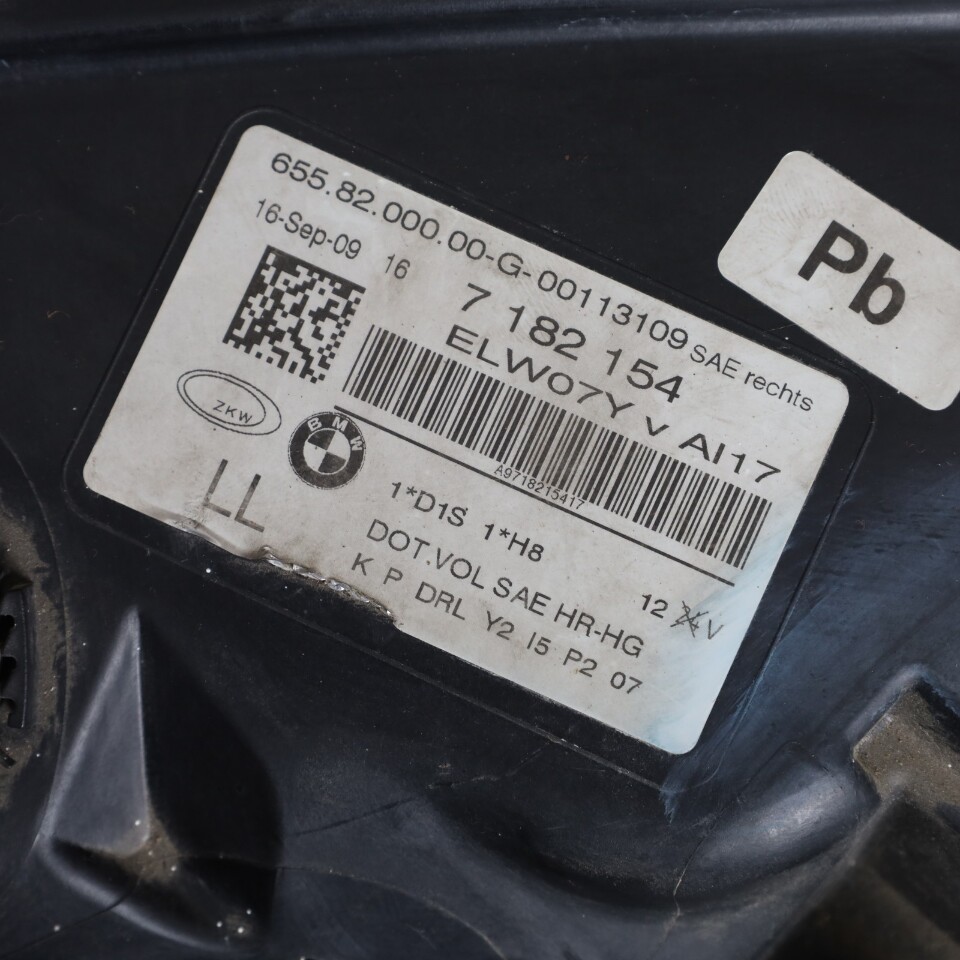 655.82.000.00-G-00113109 SAE rechts
16-Sep-09 16
7 182 154
ELW07Y v AI17
A9718215417
ZKW
BMW
LL
1*D1S 1*H8
12 24 V
DOT.VOL SAE HR-HG
K P DRL Y2 I5 P2 07
Pb